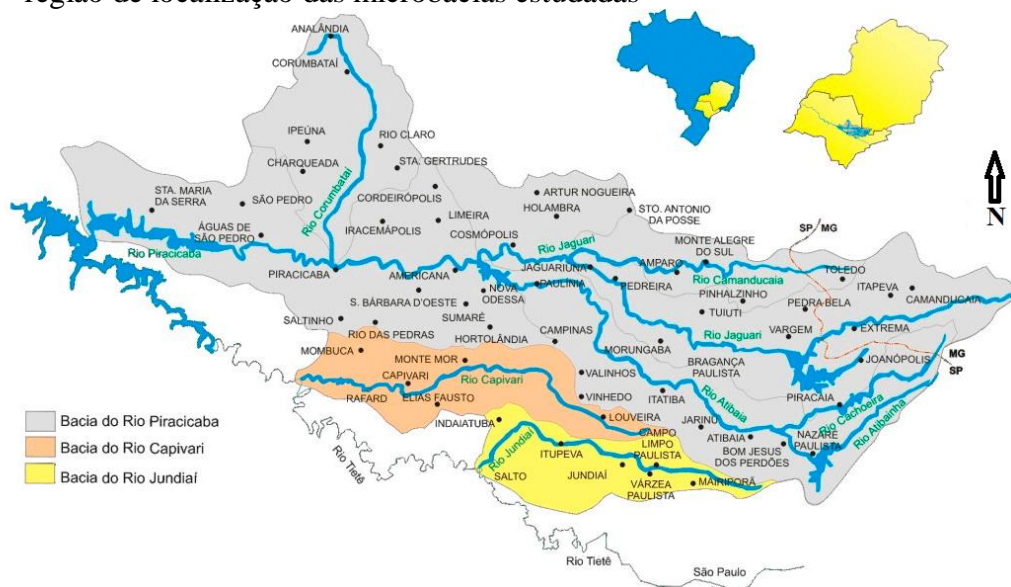 região de localização das microbacias estudadas
ANALÂNDIA
CORUMBATAÍ
IPEÚNA
RIO CLARO
CHARQUEADA
STA. GERTRUDES
STA. MARIA
DA SERRA
SÃO PEDRO
Rio Corumbataí
CORDEIRÓPOLIS
ARTUR NOGUEIRA
HOLAMBRA
STO. ANTONIO
DA POSSE
N
ÁGUAS DE
SÃO PEDRO
IRACEMÁPOLIS
LIMEIRA
COSMÓPOLIS
SP / MG
Rio Piracicaba
Rio Jaguari
MONTE ALEGRE
DO SUL
AMPARO
PIRACICABA
AMERICANA
JAGUARIUNA
Rio Camanducaia
TOLEDO
ITAPEVA
CAMANDUCAIA
NOVA
ODESSA
PAULÍNIA
PEDREIRA
PINHALZINHO
PEDRA BELA
S. BÁRBARA D'OESTE
TUIUTI
SALTINHO
RIO DAS PEDRAS
SUMARÉ
HORTOLÂNDIA
CAMPINAS
Rio Jaguari
VARGEM
EXTREMA
MOMBUCA
MONTE MOR
MORUNGABA
BRAGANÇA
PAULISTA
JOANÓPOLIS
MG
SP
CAPIVARI
Rio Capivari
VALINHOS
RAFARD
ELIAS FAUSTO
VINHEDO
ITATIBA
Rio Atibaia
PIRACAIA
Rio Cachoeira
Rio Atibainha
Bacia do Rio Piracicaba
INDAIATUBA
LOUVEIRA
JARINU
ATIBAIA
NAZARÉ
PAULISTA
Bacia do Rio Capivari
Rio Jundiaí
CAMPO
LIMPO
PAULISTA
BOM JESUS
DOS PERDÕES
Rio Tietê
ITUPEVA
Bacia do Rio Jundiaí
SALTO
JUNDIAÍ
VÁRZEA
PAULISTA
MAIRIPORÃ
Rio Tietê
São Paulo